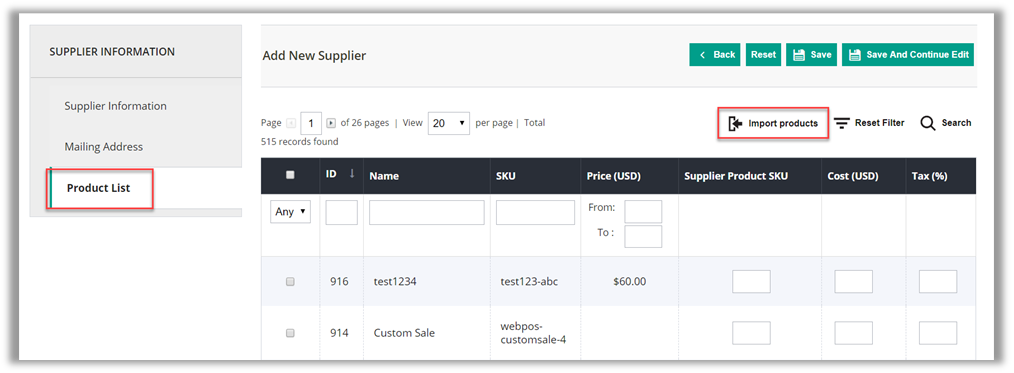 SUPPLIER INFORMATION
Supplier Information
Mailing Address
Product List
Add New Supplier
Back Reset Save Save And Continue Edit
Page 1 of 26 pages | View 20 per page | Total
515 records found
Import products Reset Filter Search
ID ↓ Name SKU Price (USD) Supplier Product SKU Cost (USD) Tax (%)
Any From:
To :
916 test1234 test123-abc $60.00
914 Custom Sale webpos-
customsale-4